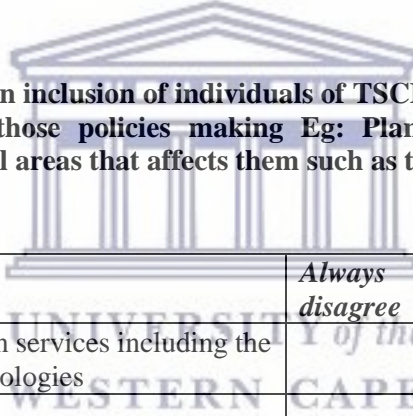 n inclusion of individuals of TSCI
those policies making Eg: Plan
l areas that affects them such as t
Always
disagree
n services including the
ologies
UNIVERSITY of the
WESTERN CAPE